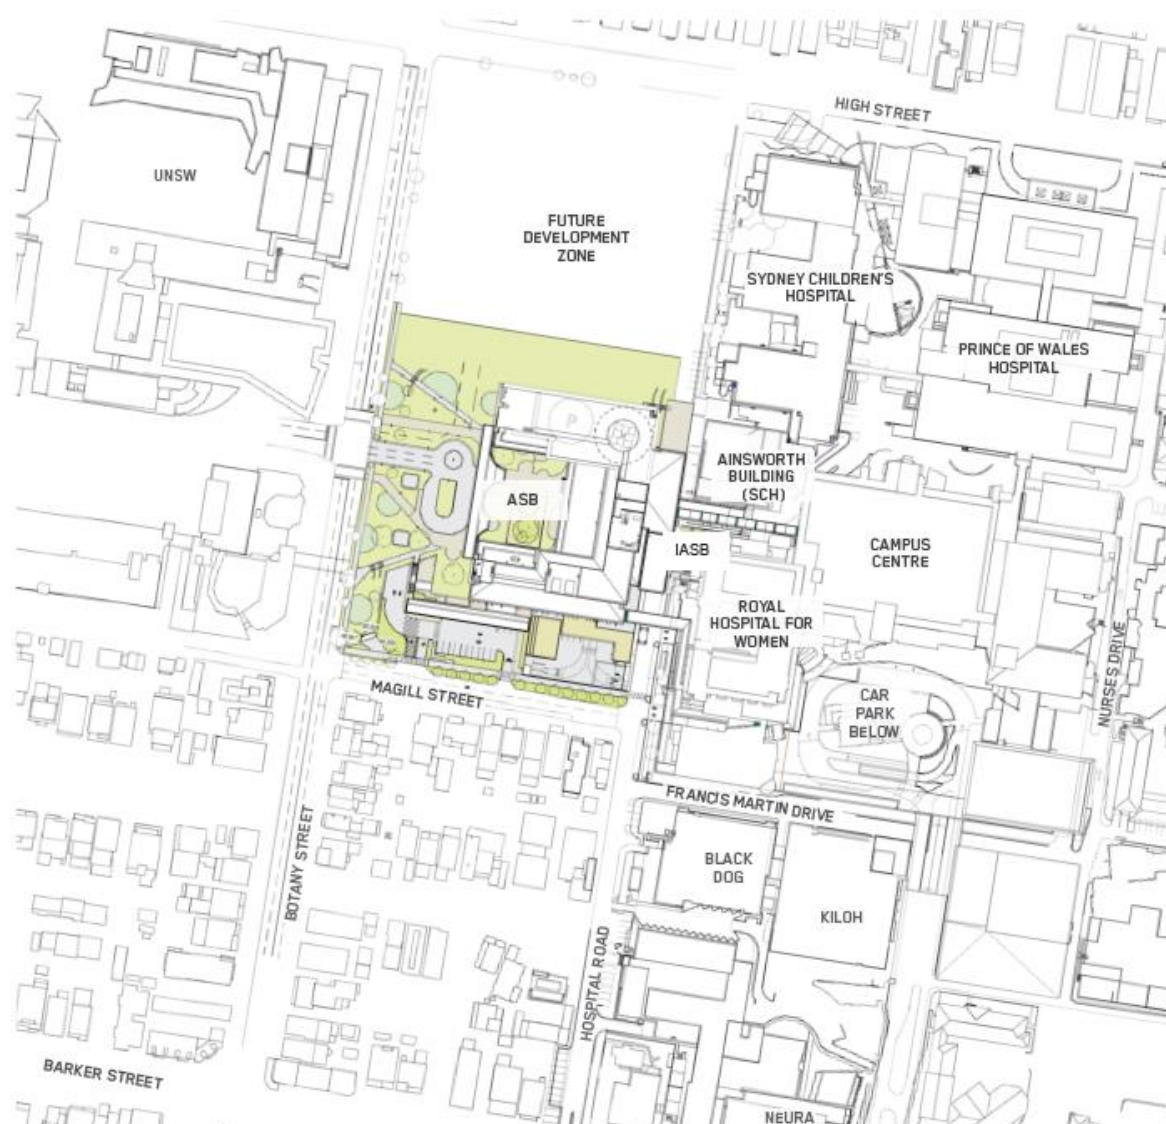 HIGH STREET
UNSW
FUTURE
DEVELOPMENT
ZONE
SYDNEY CHILDREN'S
HOSPITAL
PRINCE OF WALES
HOSPITAL
P
AINSWORTH
BUILDING
(SCH)
ASB
IASB
CAMPUS
CENTRE
ROYAL
HOSPITAL FOR
WOMEN
NURSES DRIVE
MAGILL STREET
CAR
PARK
BELOW
FRANCIS MARTIN DRIVE
BOTANY STREET
BLACK
DOG
KILOH
HOSPITAL ROAD
BARKER STREET
NEURA